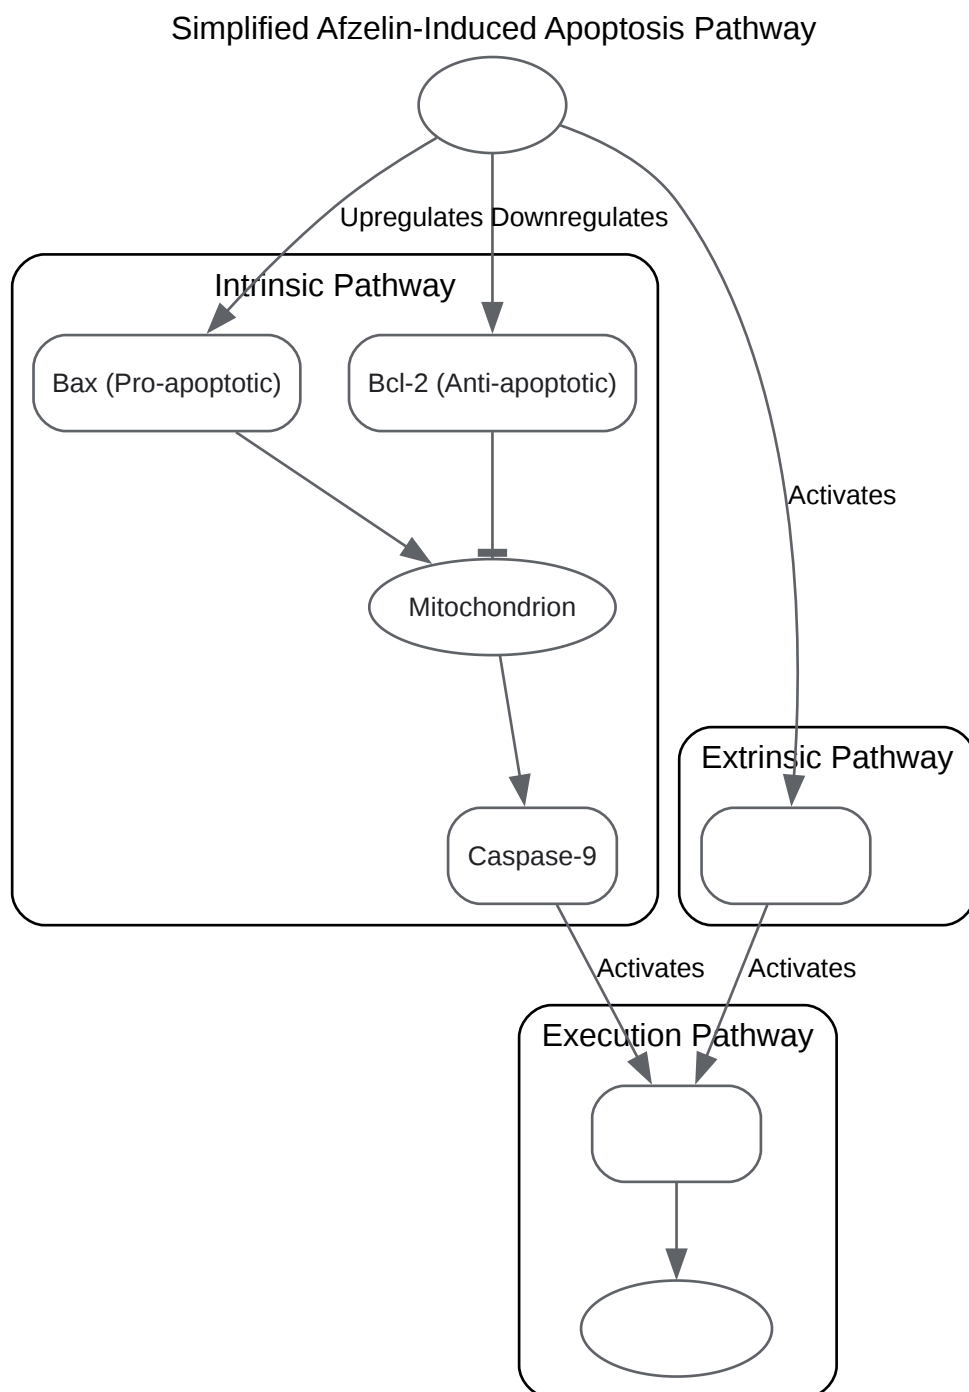 Simplified Afzelin-Induced Apoptosis Pathway
Upregulates
Downregulates
Intrinsic Pathway
Bax (Pro-apoptotic)
Bcl-2 (Anti-apoptotic)
Activates
Mitochondrion
Extrinsic Pathway
Caspase-9
Activates
Activates
Execution Pathway